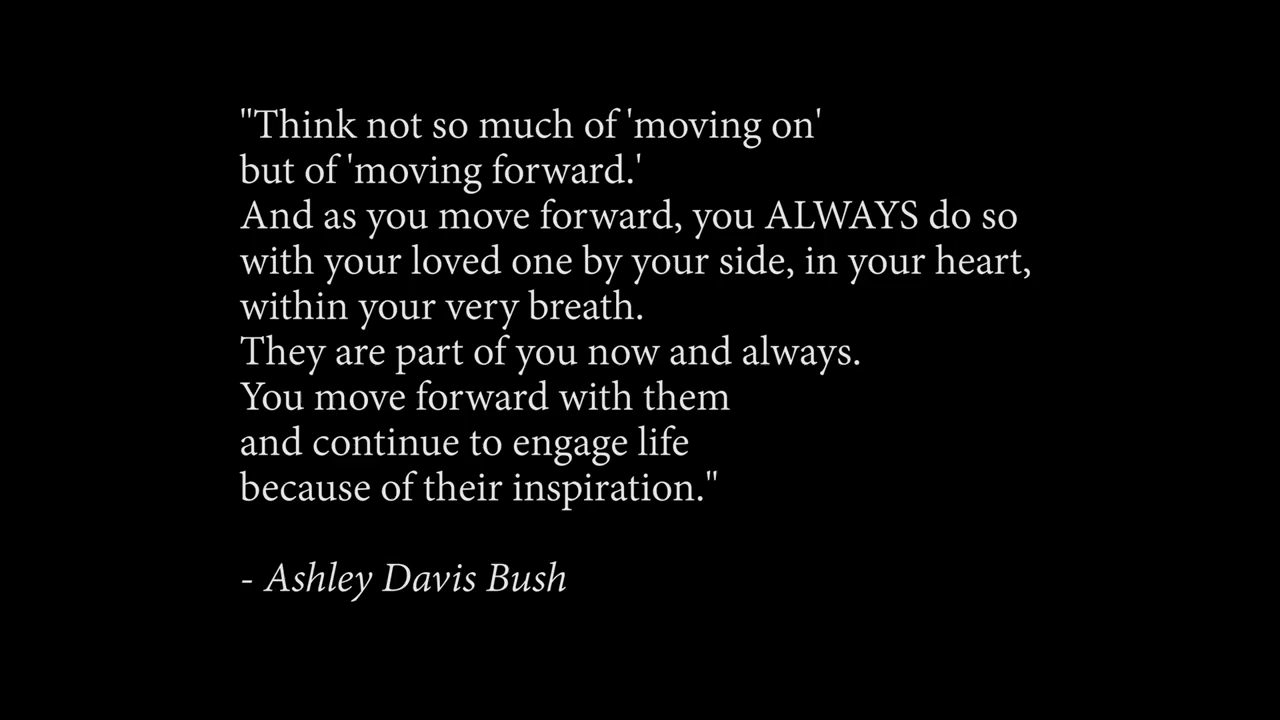 "Think not so much of 'moving on'
but of 'moving forward.'
And as you move forward, you ALWAYS do so
with your loved one by your side, in your heart,
within your very breath.
They are part of you now and always.
You move forward with them
and continue to engage life
because of their inspiration."
- Ashley Davis Bush